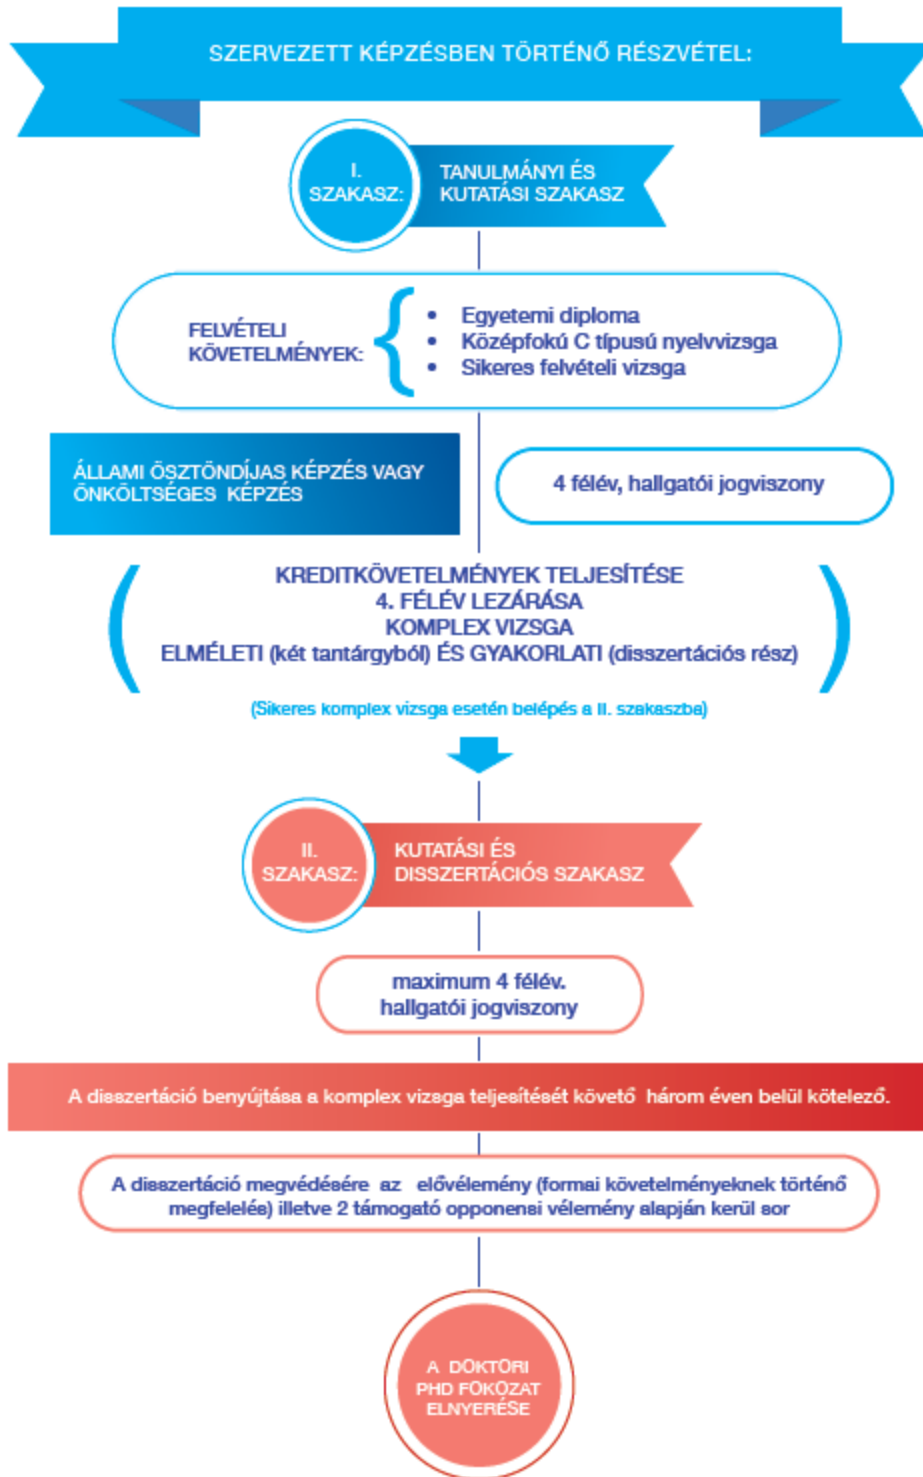 SZERVEZETT KÉPZÉSBEN TÖRTÉNŐ RÉSZVÉTEL:
I.
SZAKASZ:
TANULMÁNYI ÉS
KUTATÁSI SZAKASZ
FELVÉTELI
KÖVETELMÉNYEK:
• Egyetemi diploma
• Középfokú C típusú nyelvvizsga
• Sikeres felvételi vizsga
ÁLLAMI ÖSZTÖNDÍJAS KÉPZÉS VAGY
ÖNKÖLTSÉGES KÉPZÉS
4 félév, hallgatói jogviszony
KREDITKÖVETELMÉNYEK TELJESÍTÉSE
4. FÉLÉV LEZÁRÁSA
KOMPLEX VIZSGA
ELMÉLETI (két tantárgyból) ÉS GYAKORLATI (disszertációs rész)
(Sikeres komplex vizsga esetén belépés a II. szakaszba)
II.
SZAKASZ:
KUTATÁSI ÉS
DISSZERTÁCIÓS SZAKASZ
maximum 4 félév.
hallgatói jogviszony
A disszertáció benyújtása a komplex vizsga teljesítését követő három éven belül kötelező.
A disszertáció megvédésére az elővélemény (formai követelményeknek történő
megfelelés) illetve 2 támogató opponensi vélemény alapján kerül sor
A DOKTORI
PHD FOKOZAT
ELNYERÉSE